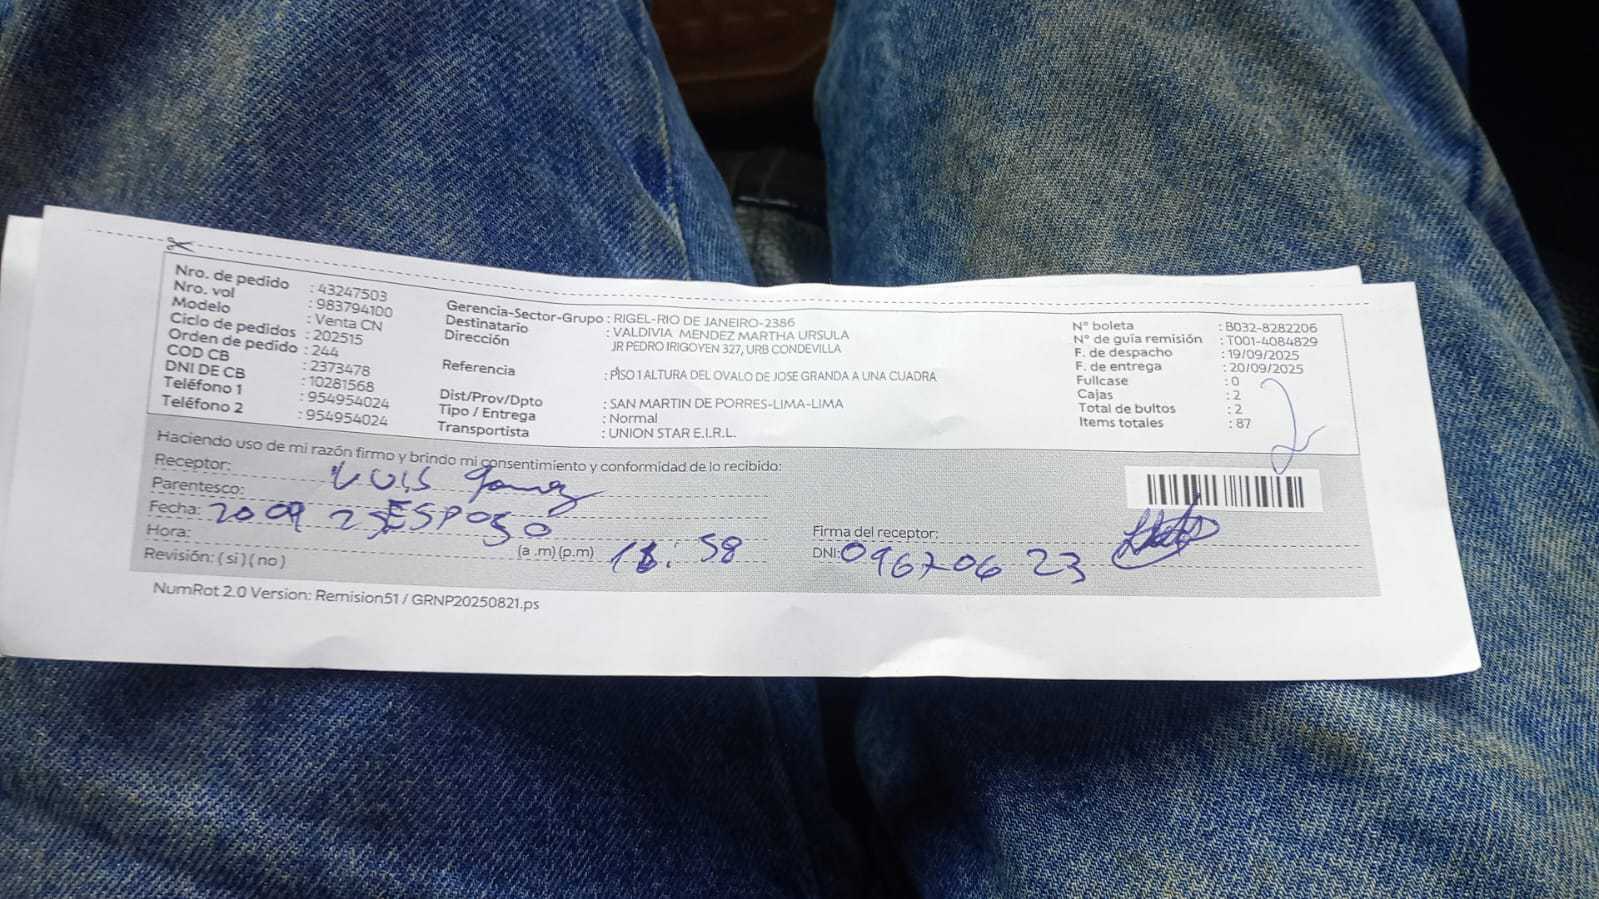 Nro. de pedido : 43247503
Nro. vol : 983794100
Modelo : Venta CN
Ciclo de pedidos : 202515
Orden de pedido : 244
COD CB : 2373478
DNI DE CB : 10281568
Teléfono 1 : 954954024
Teléfono 2 : 954954024
Gerencia-Sector-Grupo : RIGEL-RIO DE JANEIRO-2386
Destinatario : VALDIVIA MENDEZ MARTHA URSULA
Dirección JR PEDRO IRIGOYEN 327, URB CONDEVILLA
Referencia : PISO 1 ALTURA DEL OVALO DE JOSE GRANDA A UNA CUADRA
Dist/Prov/Dpto : SAN MARTIN DE PORRES-LIMA-LIMA
Tipo / Entrega : Normal
Transportista : UNION STAR E.I.R.L.
N° boleta : B032-8282206
N° de guía remisión : T001-4084829
F. de despacho : 19/09/2025
F. de entrega : 20/09/2025
Fullcase : 0
Cajas : 2
Total de bultos : 2
Items totales : 87
Haciendo uso de mi razón firmo y brindo mi consentimiento y conformidad de lo recibido:
Receptor: LUIS Gomez
Parentesco: ESPOSO
Fecha: 20 09 25
Hora: (a .m) (p.m) : 58
Revisión: ( si ) ( no )
Firma del receptor:
DNI: 09620623
NumRot 2.0 Version: Remision51 / GRNP20250821.ps